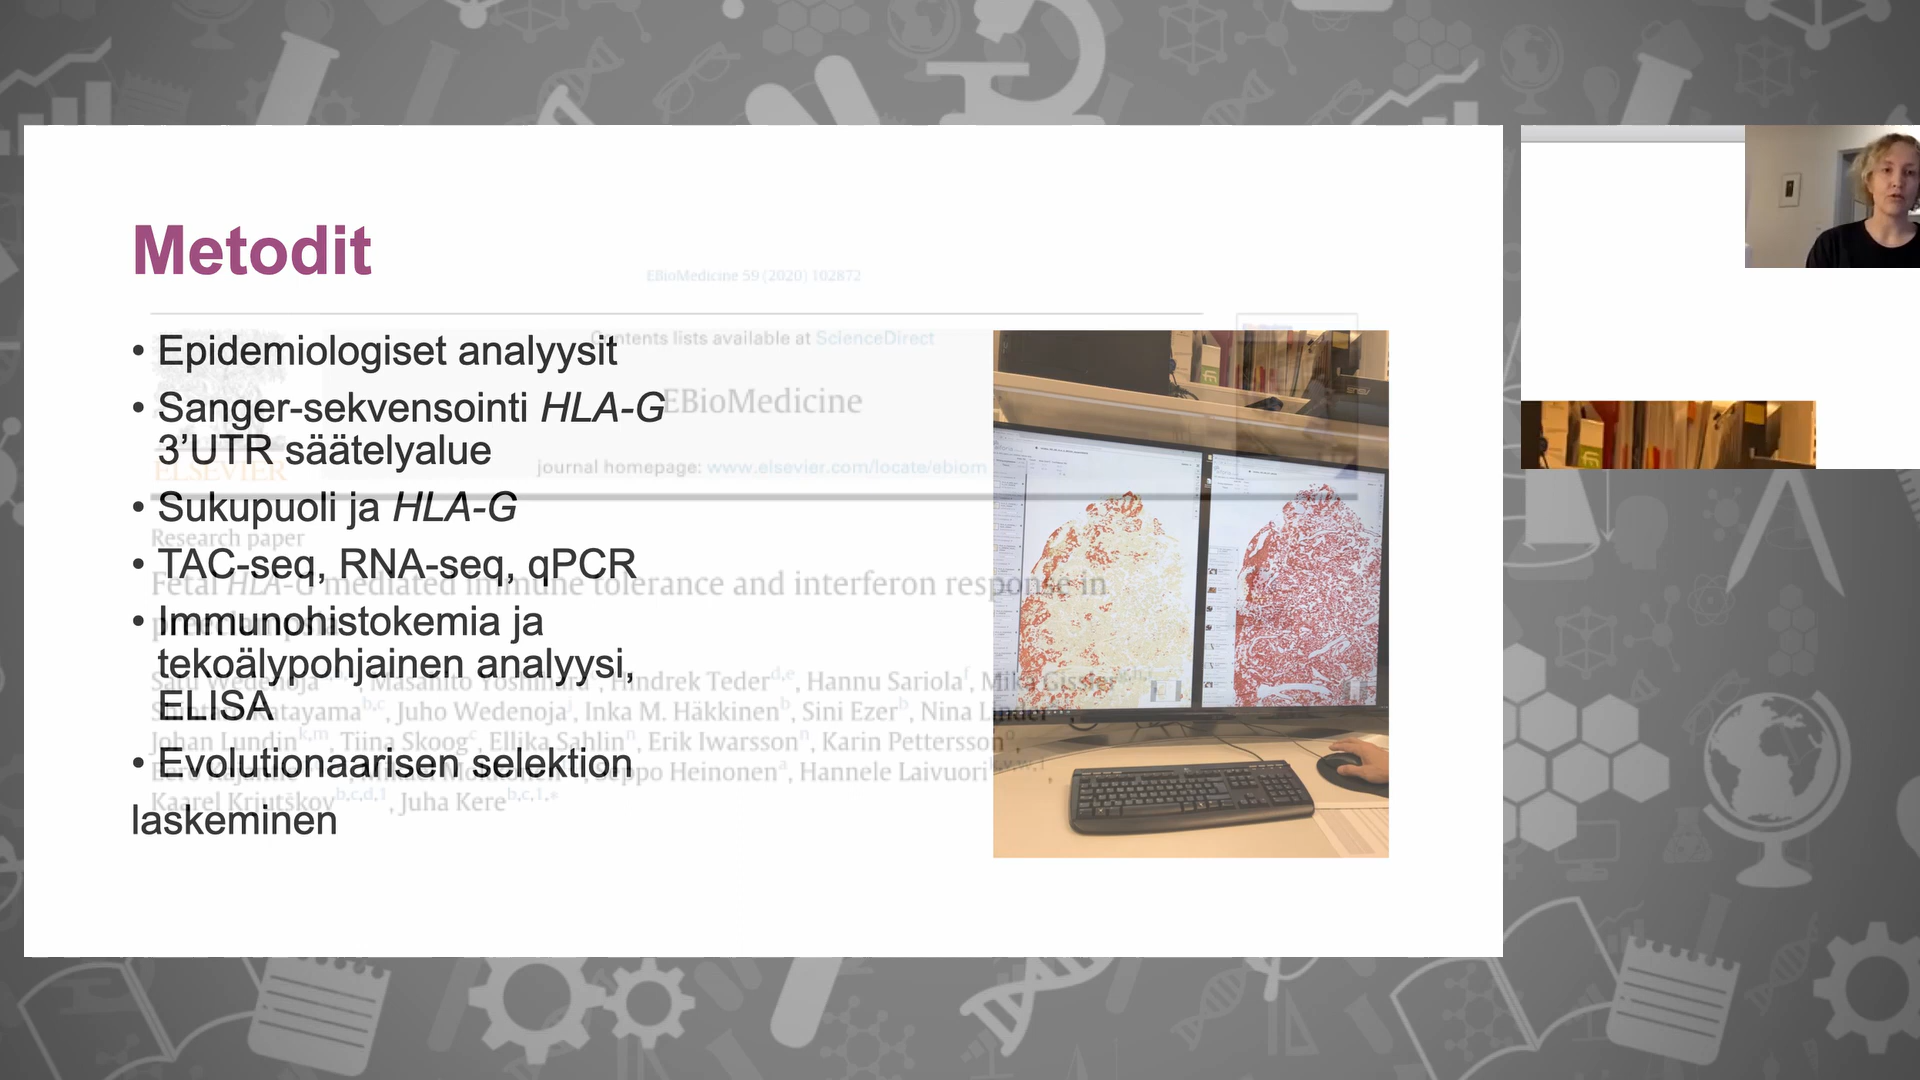 Metodit
EBioMedicine 59 (2020) 102872
• Epidemiologiset analyysit
Contents lists available at ScienceDirect
• Sanger-sekvensointi HLA-G
EBioMedicine
3’UTR säätelyalue
ELSEVIER
journal homepage: www.elsevier.com/locate/ebiom
• Sukupuoli ja HLA-G
Research paper
• TAC-seq, RNA-seq, qPCR
Fetal HLA-G mediated immune tolerance and interferon response in
preeclampsia
• Immunohistokemia ja
tekoälypohjainen analyysi,
ELISA
Satu Wedenoja, Masahito Yoshihara, Hindrek Teder d,e, Hannu Sariola f, Mika Gissler
Shintaro Katayama b,c, Juho Wedenoja j, Inka M. Häkkinen b, Sini Ezer b, Nina Linder
Johan Lundin k,m, Tiina Skoog c, Ellika Sahlin n, Erik Iwarsson n, Karin Pettersson o,
• Evolutionaarisen selektion
Seppo Heinonen a, Hannele Laivuori
Kaarel Krjutškov b,c,d,1, Juha Kere b,c,1,*
laskeminen